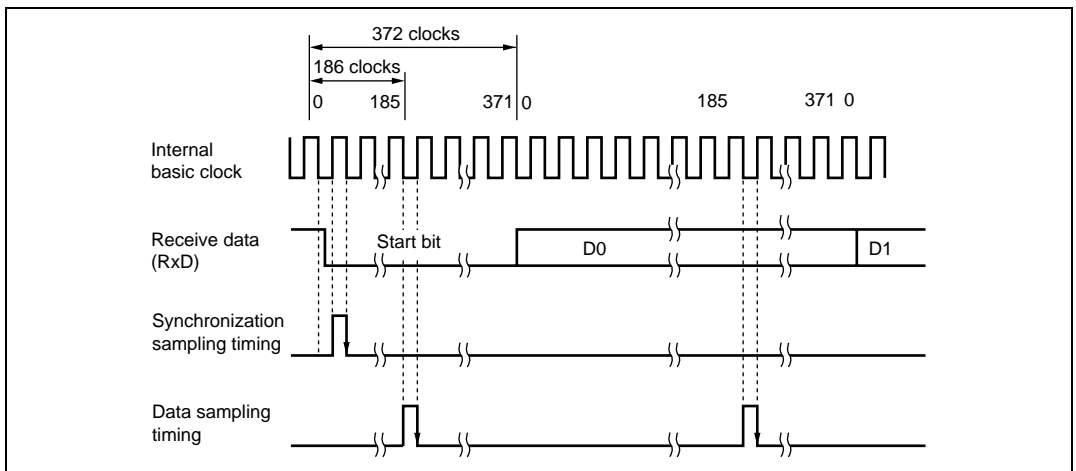 372 clocks
186 clocks
0 185 371 0 185 371 0
Internal
basic clock
Receive data
(RxD)
Start bit D0 D1
Synchronization
sampling timing
Data sampling
timing